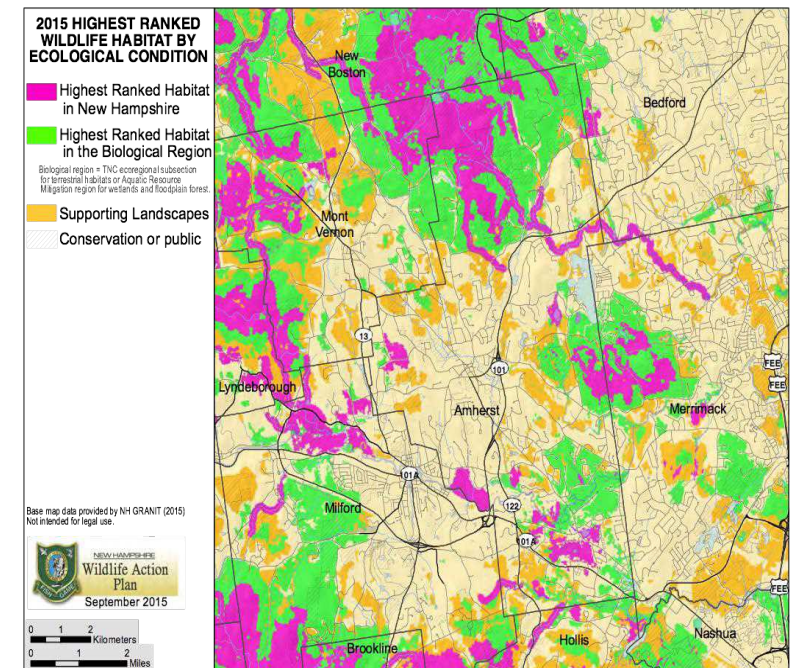 2015 HIGHEST RANKED
WILDLIFE HABITAT BY
ECOLOGICAL CONDITION
Highest Ranked Habitat
in New Hampshire
Highest Ranked Habitat
in the Biological Region
Biological region = TNC ecoregional subsection
for terrestrial habitats or Aquatic Resource
Mitigation region for wetlands and floodplain forest.
Supporting Landscapes
Conservation or public
Base map data provided by NH GRANIT (2015)
Not intended for legal use.
NEW HAMPSHIRE
Wildlife Action
Plan
September 2015
0 1 2
Kilometers
0 1 2
Miles
New
Boston
Bedford
Mont
Vernon
13
101
FEE
FEE
Lyndeborough
Amherst
Merrimack
101A
122
Milford
101A
FEE
Brookline
Hollis
Nashua